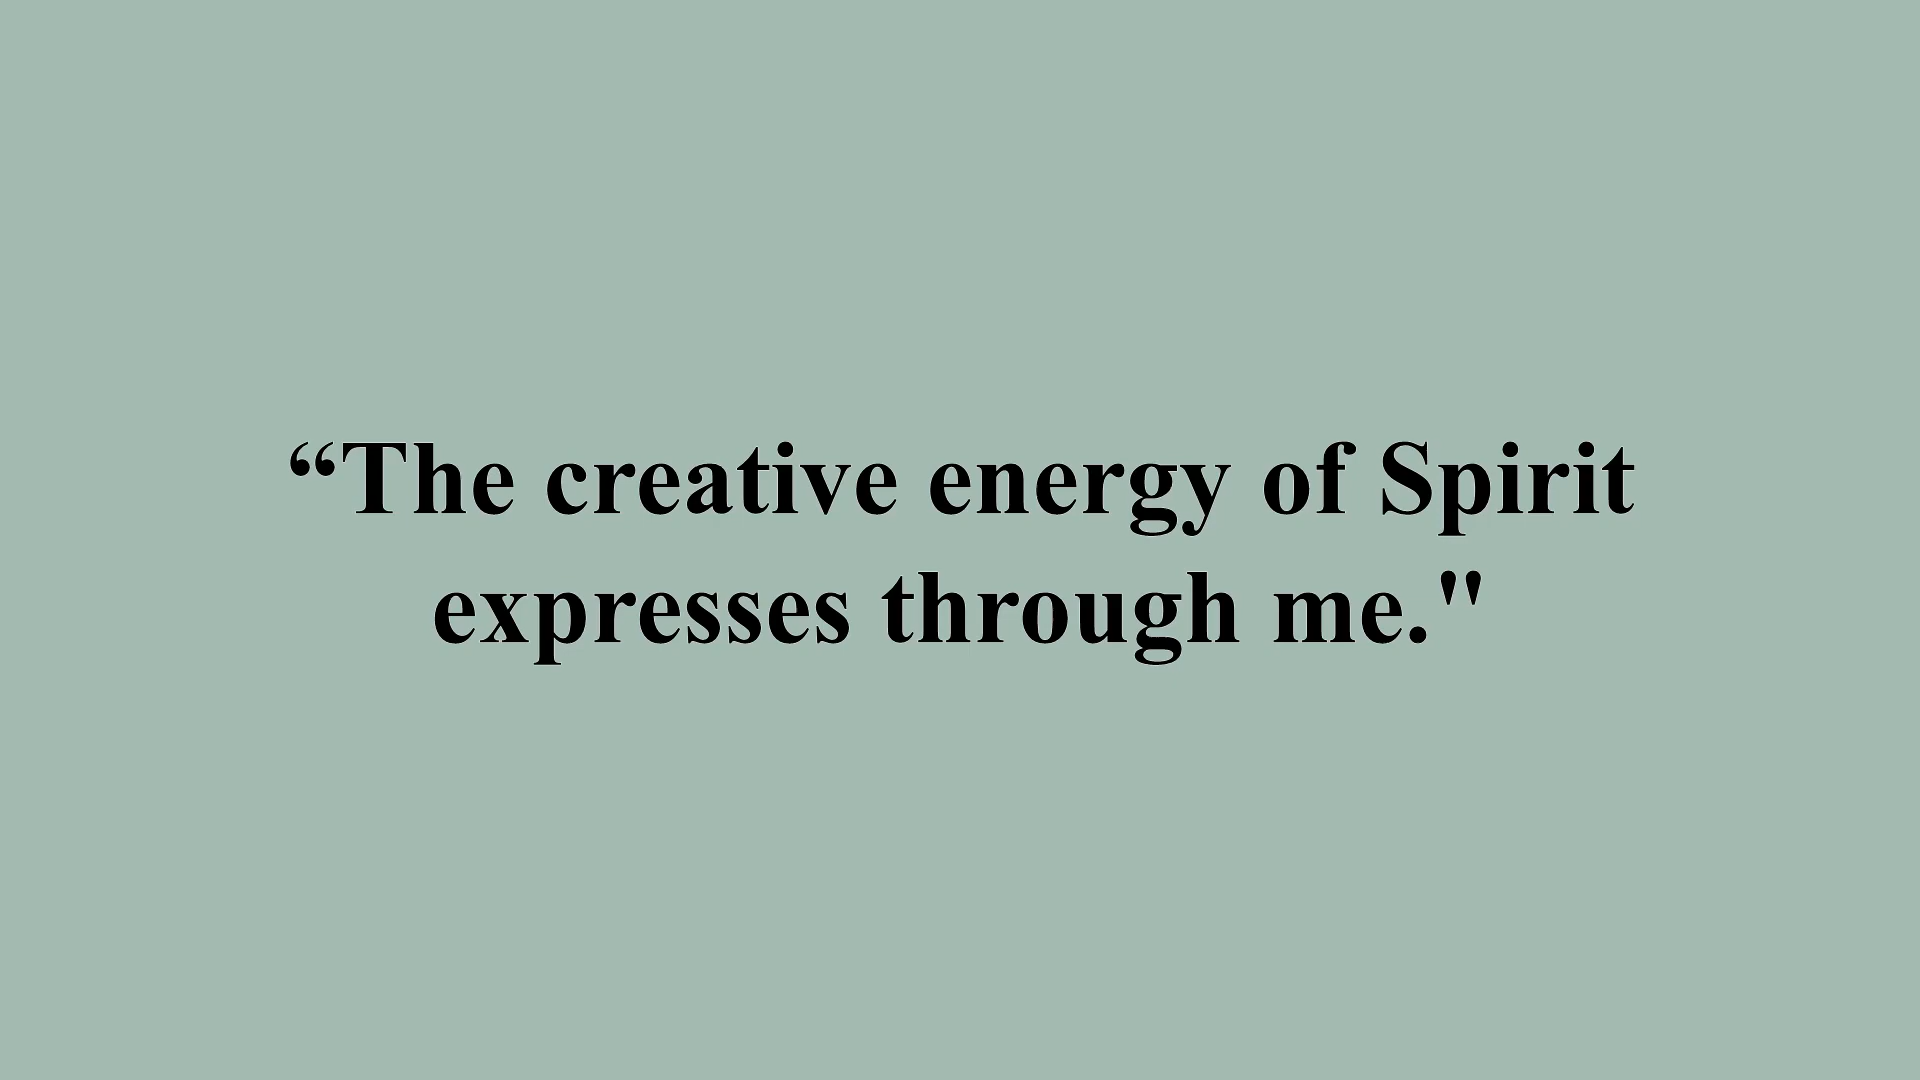 “The creative energy of Spirit
expresses through me."